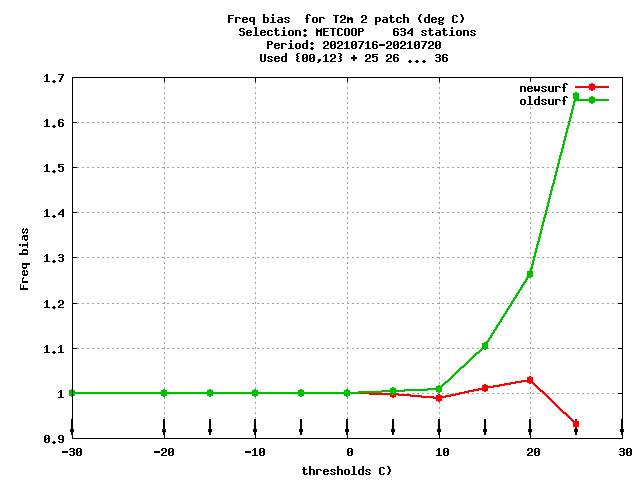 Freq bias  for T2m 2 patch (deg C)
Selection: METCOOP    634 stations
Period: 20210716-20210720
Used {00,12} + 25 26 ... 36
newsurf
oldsurf
1.7
1.6
1.5
1.4
1.3
1.2
1.1
1
0.9
Freq bias
-30 -20 -10 0 10 20 30
thresholds C)